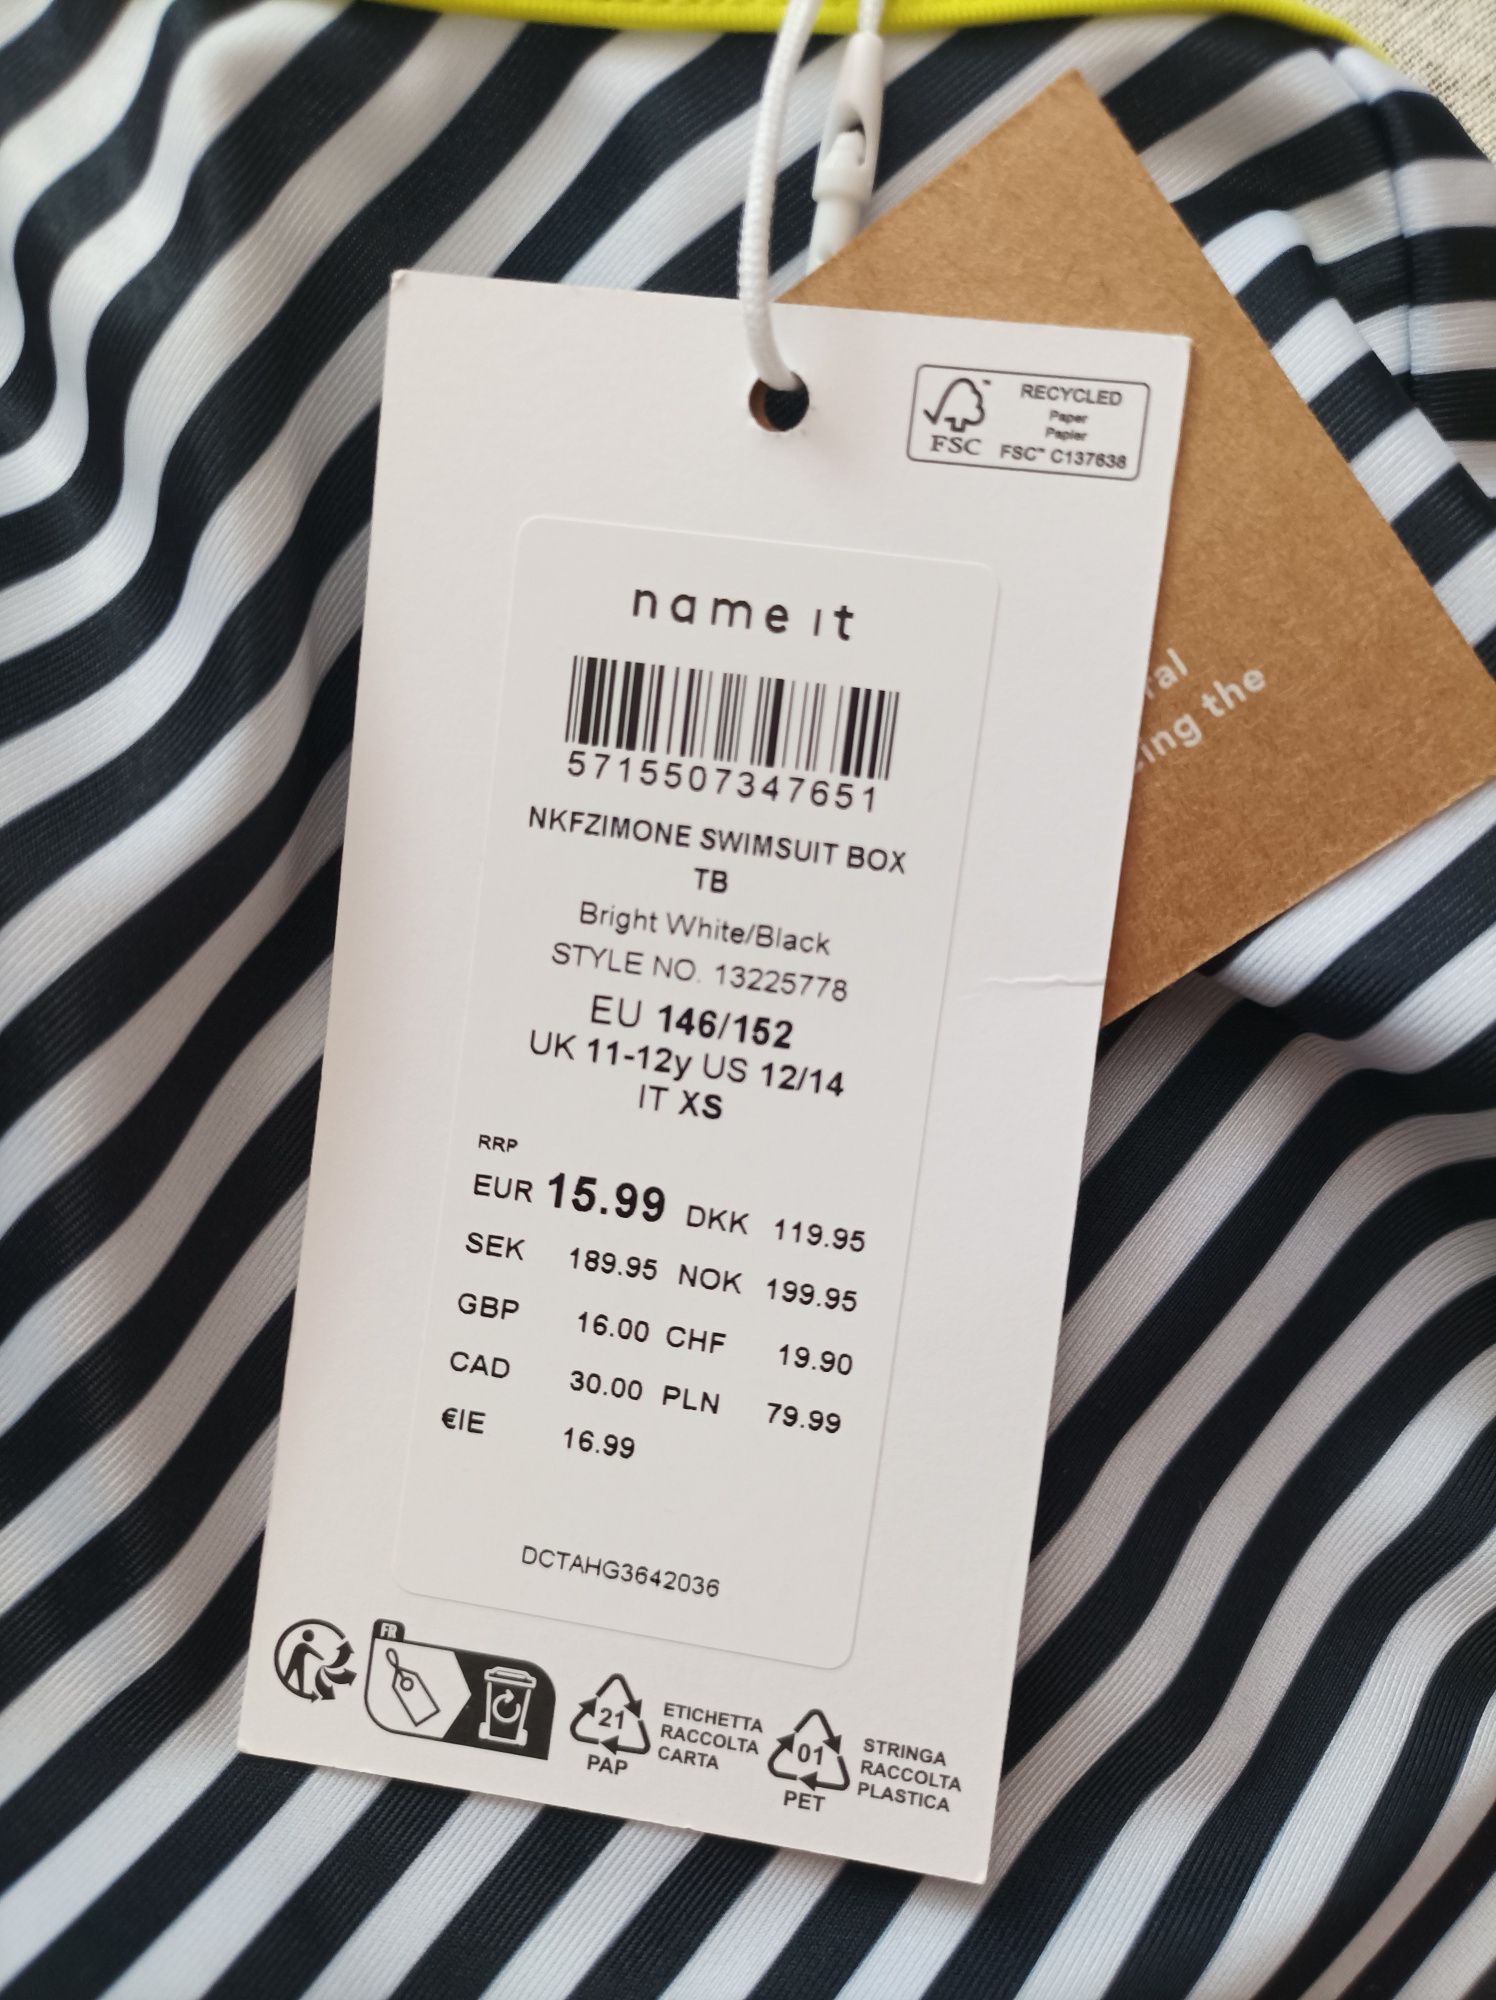 FSC
RECYCLED
Paper
Papier
FSC™ C137638
name it
5715507347651
NKFZIMONE SWIMSUIT BOX
TB
Bright White/Black
STYLE NO. 13225778
EU 146/152
UK 11-12y US 12/14
IT XS
RRP
EUR 15.99 DKK 119.95
SEK 189.95 NOK 199.95
GBP 16.00 CHF 19.90
CAD 30.00 PLN 79.99
€IE 16.99
DCTAHG3642036
FR
21
PAP
ETICHETTA
RACCOLTA
CARTA
01
PET
STRINGA
RACCOLTA
PLASTICA
the